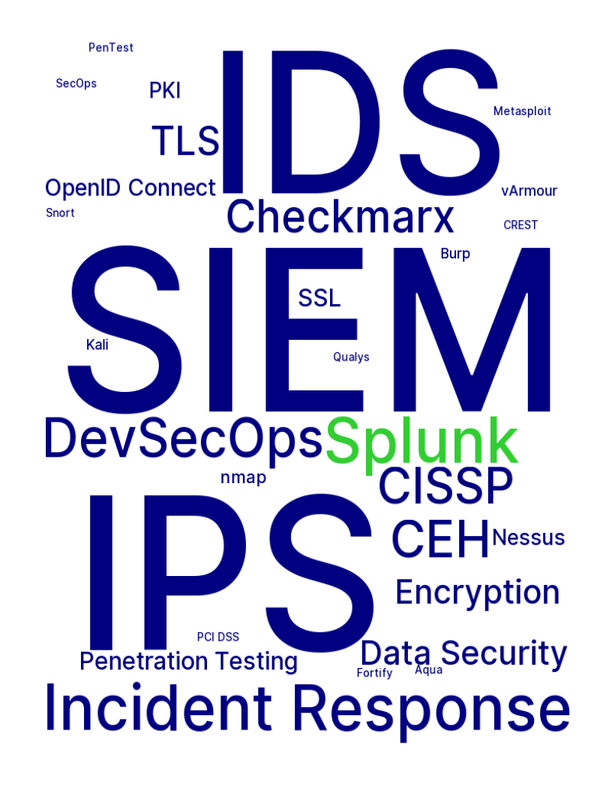 PenTest
IDS
SecOps
PKI
Metasploit
TLS
OpenID Connect
vArmour
Snort
Checkmarx
CREST
SIEM
Burp
SSL
Kali
Qualys
DevSecOps
Splunk
nmap
CISSP
IPS
CEH
Nessus
Encryption
PCI DSS
Data Security
Penetration Testing
Fortify
Aqua
Incident Response